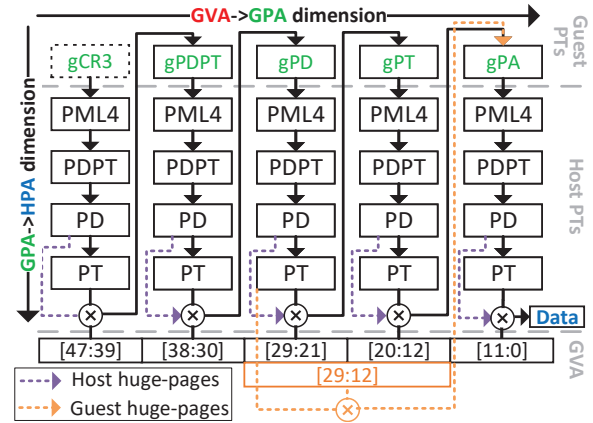 GVA->GPA dimension
GPA->HPA dimension
Guest PTs
gCR3 gPDPT gPD gPT gPA
Host PTs
PML4 PML4 PML4 PML4 PML4
PDPT PDPT PDPT PDPT PDPT
PD PD PD PD PD
PT PT PT PT PT
Data
GVA
[47:39] [38:30] [29:21] [20:12] [11:0]
[29:12]
Host huge-pages
Guest huge-pages